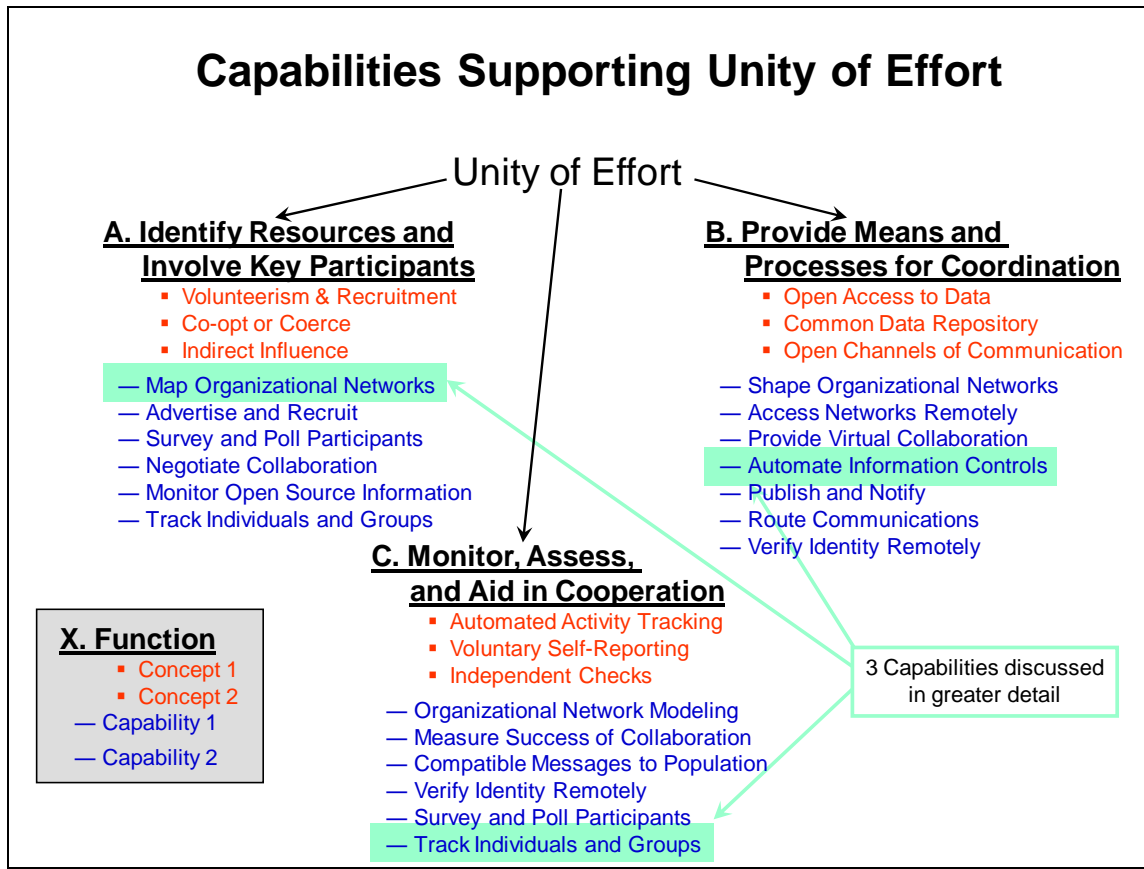 Capabilities Supporting Unity of Effort
Unity of Effort
A. Identify Resources and
Involve Key Participants
▪ Volunteerism & Recruitment
▪ Co-opt or Coerce
▪ Indirect Influence
— Map Organizational Networks
— Advertise and Recruit
— Survey and Poll Participants
— Negotiate Collaboration
— Monitor Open Source Information
— Track Individuals and Groups
B. Provide Means and
Processes for Coordination
▪ Open Access to Data
▪ Common Data Repository
▪ Open Channels of Communication
— Shape Organizational Networks
— Access Networks Remotely
— Provide Virtual Collaboration
— Automate Information Controls
— Publish and Notify
— Route Communications
— Verify Identity Remotely
C. Monitor, Assess,
and Aid in Cooperation
▪ Automated Activity Tracking
▪ Voluntary Self-Reporting
▪ Independent Checks
— Organizational Network Modeling
— Measure Success of Collaboration
— Compatible Messages to Population
— Verify Identity Remotely
— Survey and Poll Participants
— Track Individuals and Groups
X. Function
▪ Concept 1
▪ Concept 2
— Capability 1
— Capability 2
3 Capabilities discussed
in greater detail